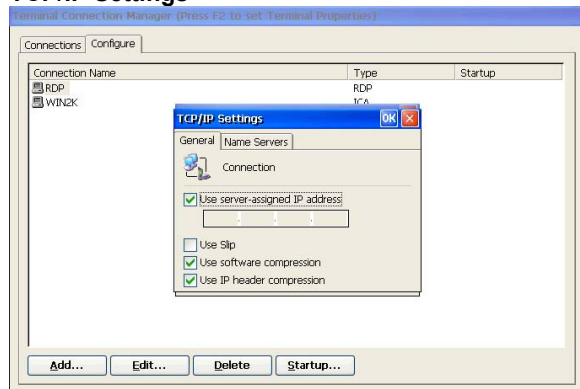 TCP/IP Settings
Terminal Connection Manager (Press F2 to set Terminal Properties)
Connections Configure
Connection Name Type Startup
RDP RDP
WIN2K ICA
TCP/IP Settings OK
General Name Servers
Connection
Use server-assigned IP address
. . .
Use Slip
Use software compression
Use IP header compression
Add... Edit... Delete Startup...